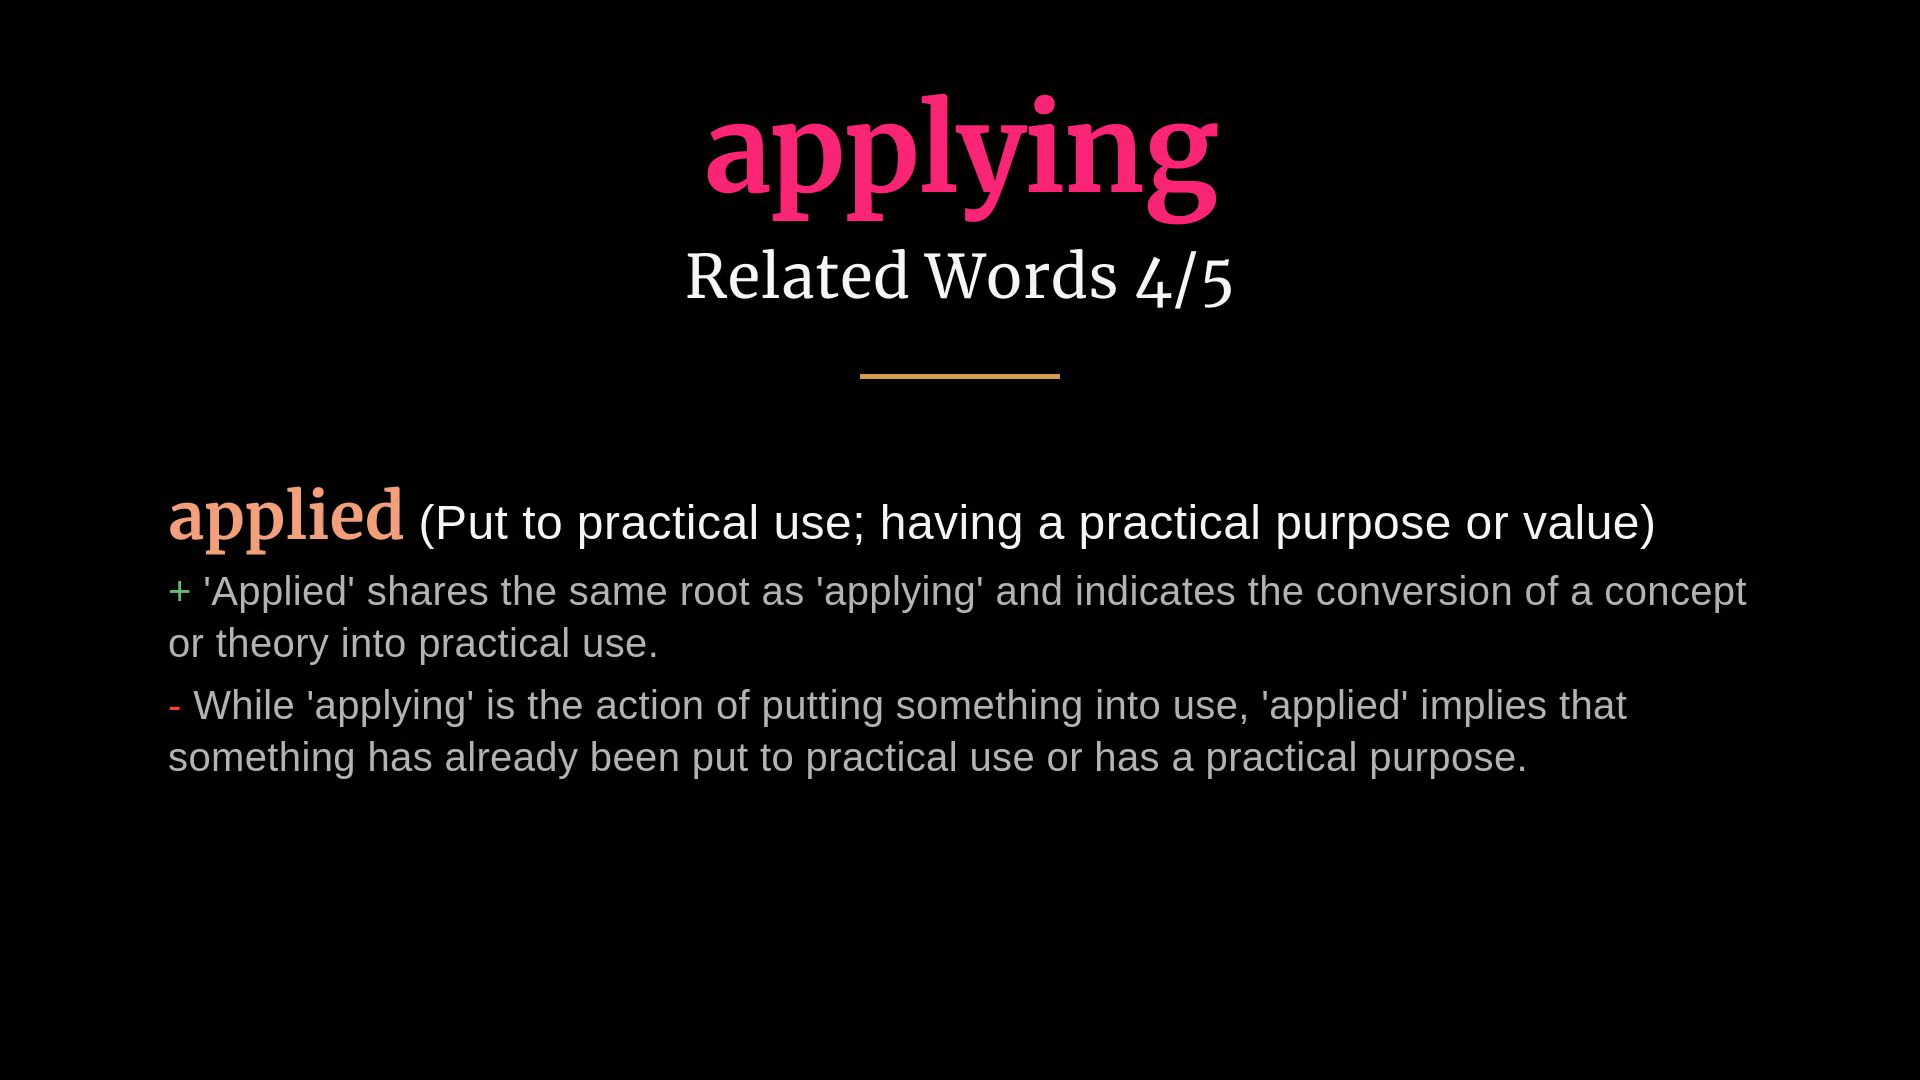 applying
Related Words 4/5
applied (Put to practical use; having a practical purpose or value)
+ 'Applied' shares the same root as 'applying' and indicates the conversion of a concept
or theory into practical use.
- While 'applying' is the action of putting something into use, 'applied' implies that
something has already been put to practical use or has a practical purpose.